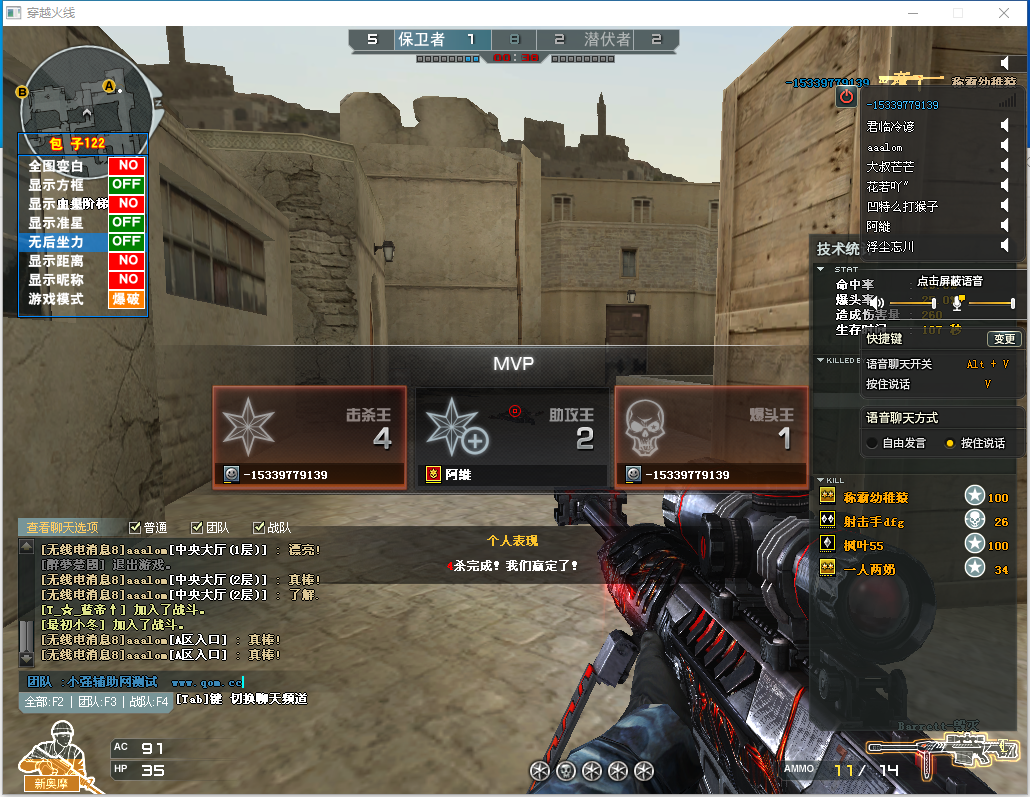 穿越火线
5 保卫者 1 8 2 潜伏者 2
00:38
B
A
包 子122
全图变白 NO
显示方框 OFF
显示血量阶梯 NO
显示准星 OFF
无后坐力 OFF
显示距离 NO
显示昵称 NO
游戏模式 爆破
-15339779139 称霸幼稚猿
-15339779139
君临冷谚
aaalom
大叔芒芒
花若吖"
凹特么打猴子
阿維
浮尘忘川
技术统
STAT
命中率
点击屏蔽语音
爆头率
造成伤害量 : 260
生存时间 : 107 秒
快捷键 变更
KILLED
语音聊天开关 Alt + V
按住说话 V
语音聊天方式
自由发言 按住说话
MVP
击杀王
4
-15339779139
助攻王
2
阿維
爆头王
1
-15339779139
KILL
称霸幼稚猿 100
射击手dfg 26
枫叶55 100
一人两奶 34
查看聊天选项 普通 团队 战队
[无线电消息8]aaalom[中央大厅(1层)] : 漂亮!
[醉夢楚國] 退出游戏。
[无线电消息8]aaalom[中央大厅(2层)] : 真棒!
[无线电消息8]aaalom[中央大厅(2层)] : 了解.
[T_☆_蓝帝↑] 加入了战斗。
[最初小冬] 加入了战斗。
[无线电消息8]aaalom[A区入口] : 真棒!
[无线电消息8]aaalom[A区入口] : 真棒!
个人表现
杀完成! 我们赢定了!
团队 :小强辅助网测试 www.qom.cc
全部:F2 | 团队:F3 | 战队:F4 [Tab]键 切换聊天频道
新奥摩
AC 91
HP 35
Barrett-毁灭
AMMO 11/ 14